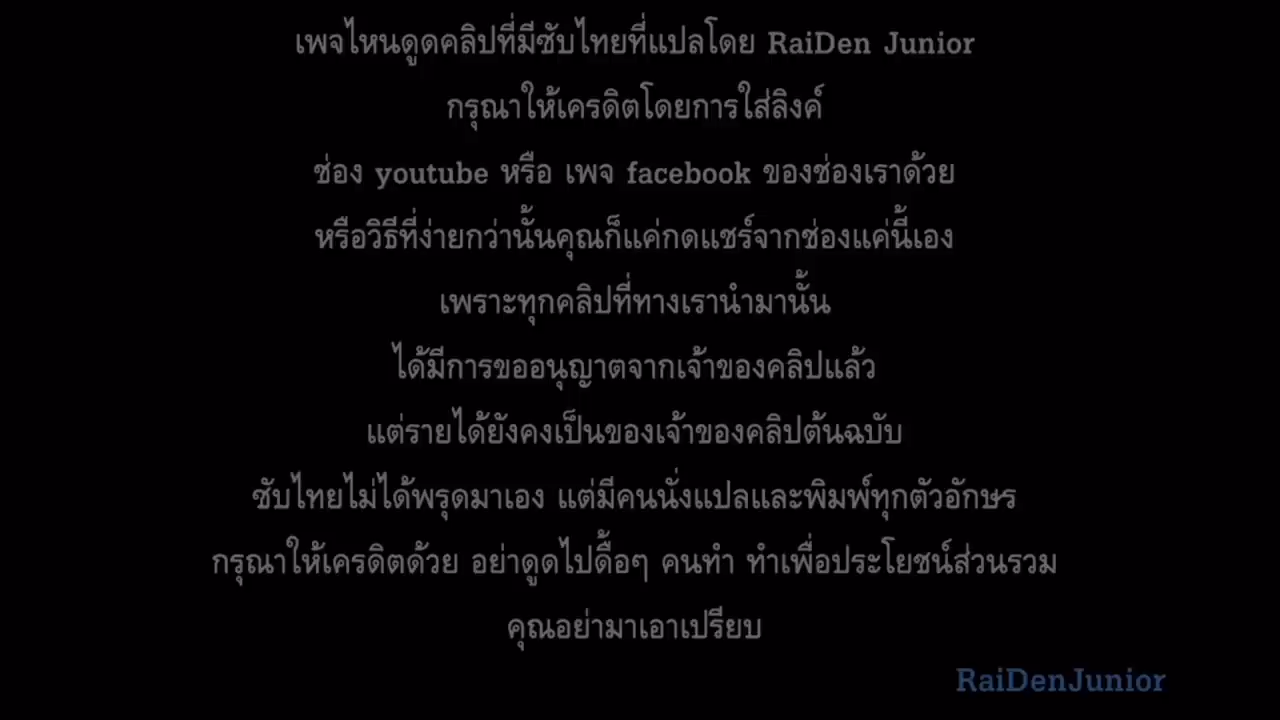 เพจไหนดูดคลิปที่มีซับไทยที่แปลโดย RaiDen Junior
กรุณาให้เครดิตโดยการใส่ลิงค์
ช่อง youtube หรือ เพจ facebook ของช่องเราด้วย
หรือวิธีที่ง่ายกว่านั้นคุณก็แค่กดแชร์จากช่องแค่นี้เอง
เพราะทุกคลิปที่ทางเรานำมานั้น
ได้มีการขออนุญาตจากเจ้าของคลิปแล้ว
แต่รายได้ยังคงเป็นของเจ้าของคลิปต้นฉบับ
ซับไทยไม่ได้พรุดมาเอง แต่มีคนนั่งแปลและพิมพ์ทุกตัวอักษร
กรุณาให้เครดิตด้วย อย่าดูดไปดื้อๆ คนทำ ทำเพื่อประโยชน์ส่วนรวม
คุณอย่ามาเอาเปรียบ
RaiDenJunior